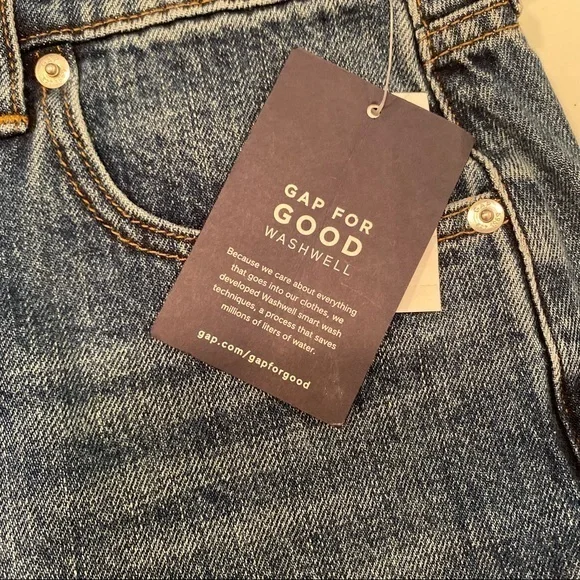 GAP FOR
GOOD
WASHWELL
Because we care about everything
that goes into our clothes, we
developed Washwell smart wash
techniques, a process that saves
millions of liters of water.
gap.com/gapforgood